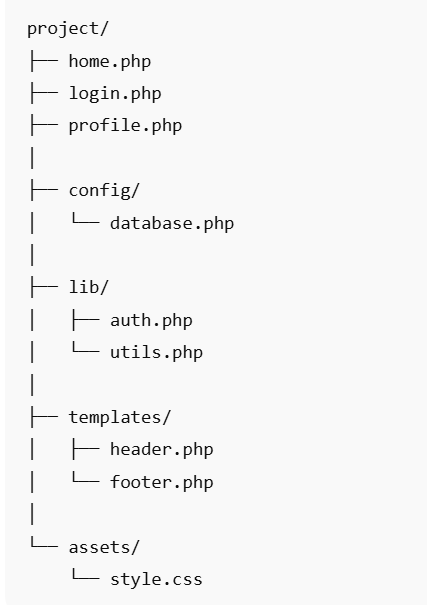 project/
├── home.php
├── login.php
├── profile.php
│
├── config/
│   └── database.php
│
├── lib/
│   ├── auth.php
│   └── utils.php
│
├── templates/
│   ├── header.php
│   └── footer.php
│
└── assets/
    └── style.css